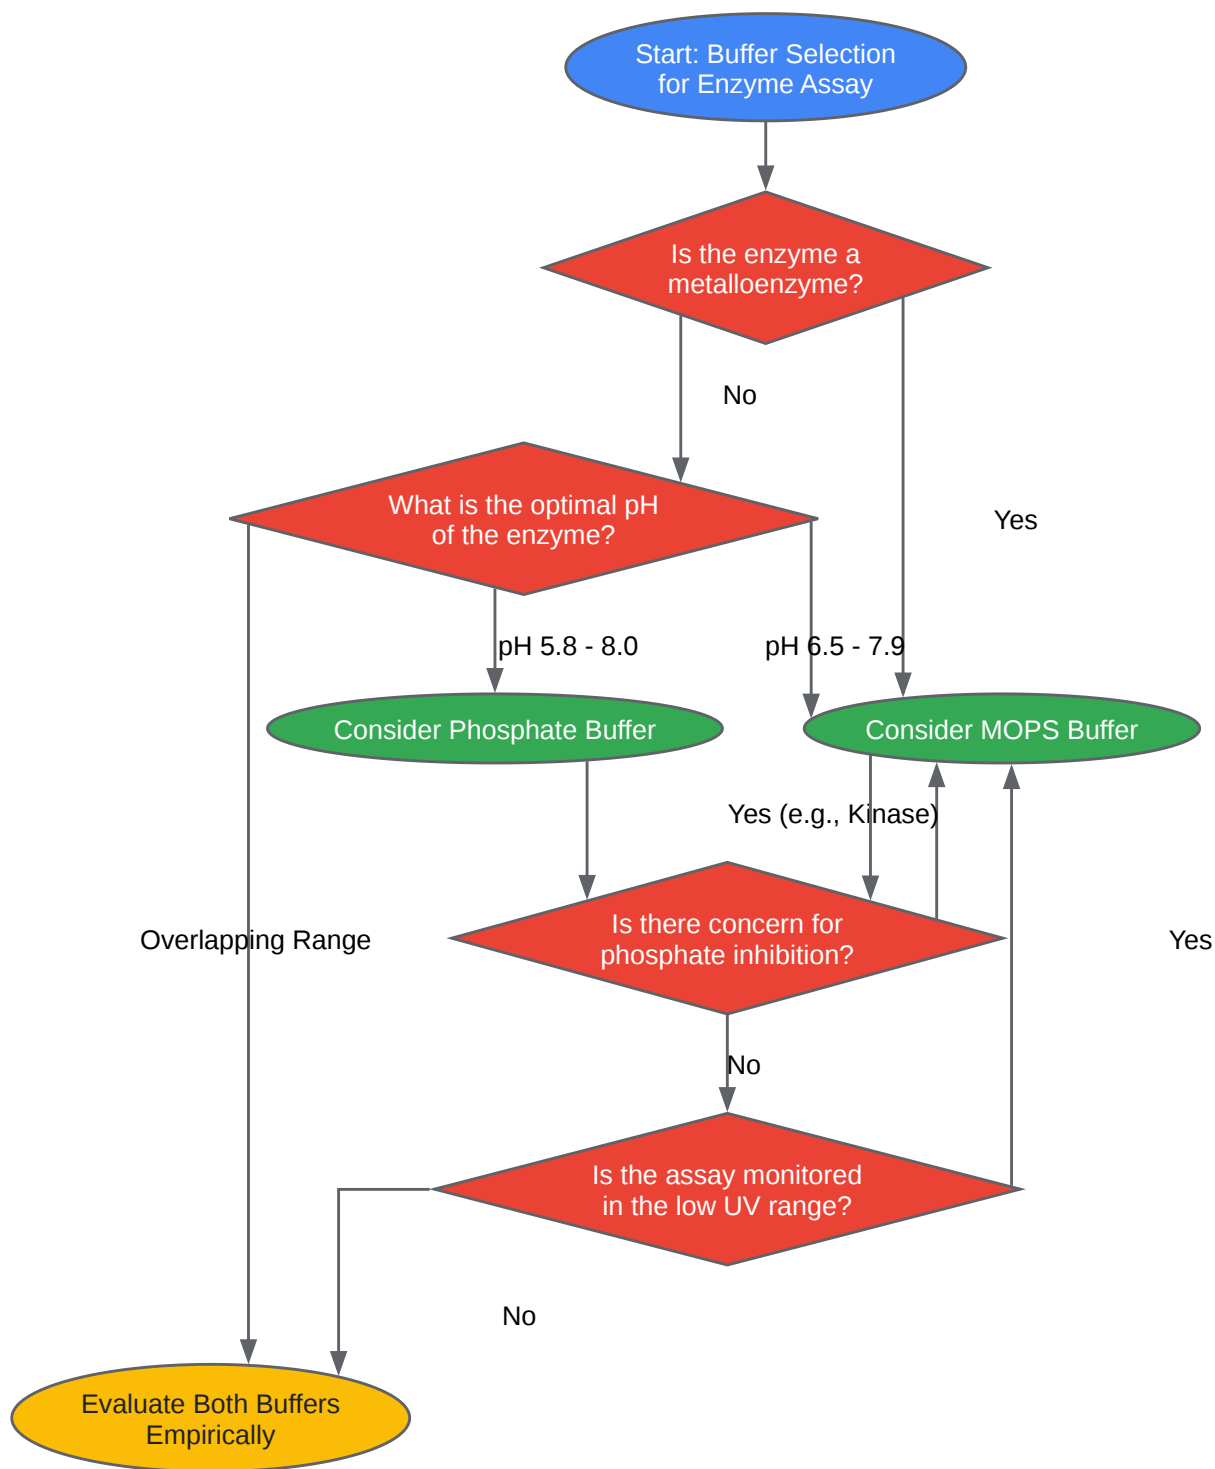 Start: Buffer Selection
for Enzyme Assay
Is the enzyme a
metalloenzyme?
No
What is the optimal pH
of the enzyme?
Yes
pH 5.8 - 8.0
pH 6.5 - 7.9
Consider Phosphate Buffer
Consider MOPS Buffer
Yes (e.g., Kinase)
Is there concern for
phosphate inhibition?
Overlapping Range
Yes
No
Is the assay monitored
in the low UV range?
No
Evaluate Both Buffers
Empirically